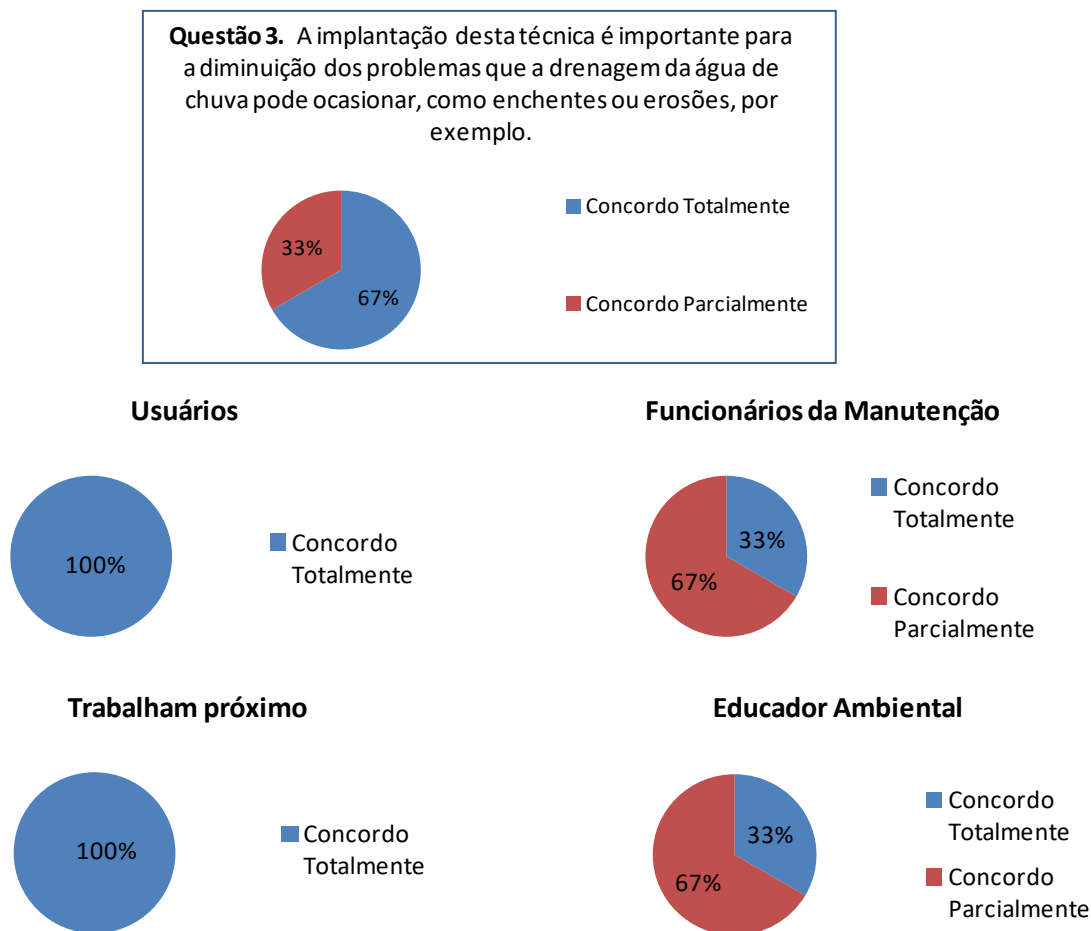 Questão 3. A implantação desta técnica é importante para
a diminuição dos problemas que a drenagem da água de
chuva pode ocasionar, como enchentes ou erosões, por
exemplo.
33%
67%
Concordo Totalmente
Concordo Parcialmente
Usuários
100%
Concordo
Totalmente
Funcionários da Manutenção
33%
67%
Concordo
Totalmente
Concordo
Parcialmente
Trabalham próximo
100%
Concordo
Totalmente
Educador Ambiental
33%
67%
Concordo
Totalmente
Concordo
Parcialmente